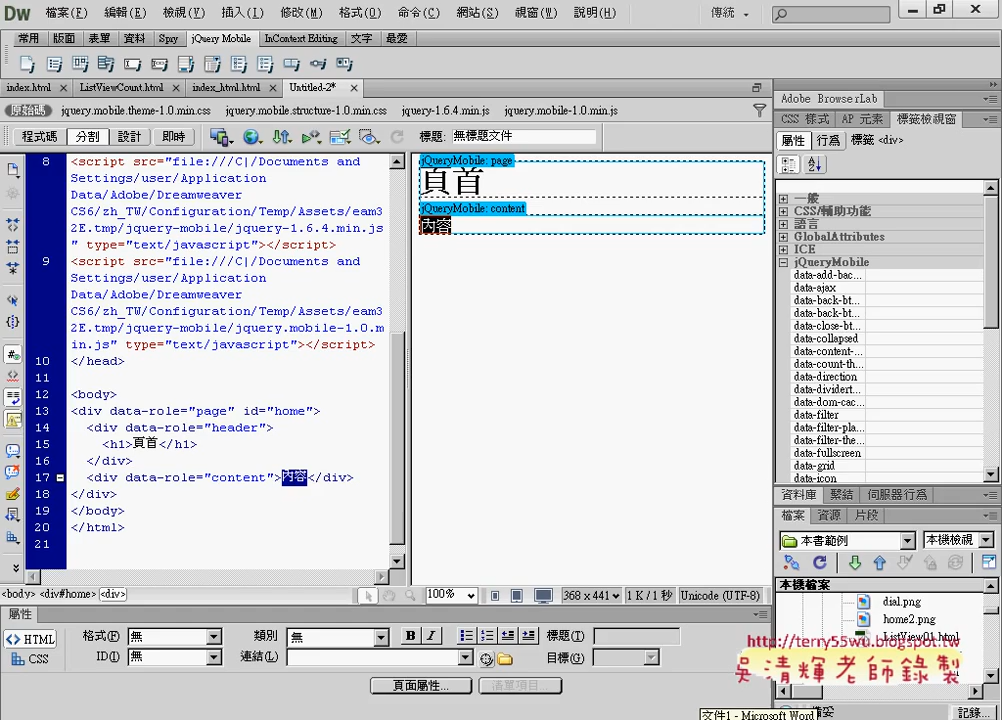 Dw 檔案(F) 編輯(E) 檢視(V) 插入(I) 修改(M) 格式(O) 命令(C) 網站(S) 視窗(W) 說明(H) 傳統
常用 版面 表單 資料 Spry jQuery Mobile InContext Editing 文字 最愛
index.html ListViewCount.html index_html.html Untitled-2*
原始碼 jquery.mobile.theme-1.0.min.css jquery.mobile.structure-1.0.min.css jquery-1.6.4.min.js jquery.mobile-1.0.min.js
程式碼 分割 設計 即時 標題: 無標題文件
8 <script src="file:///C|/Documents and
Settings/user/Application
Data/Adobe/Dreamweaver
CS6/zh_TW/Configuration/Temp/Assets/eam3
2E.tmp/jquery-mobile/jquery-1.6.4.min.js
" type="text/javascript"></script>
9 <script src="file:///C|/Documents and
Settings/user/Application
Data/Adobe/Dreamweaver
CS6/zh_TW/Configuration/Temp/Assets/eam3
2E.tmp/jquery-mobile/jquery.mobile-1.0.m
in.js" type="text/javascript"></script>
10 </head>
11
12 <body>
13 <div data-role="page" id="home">
14 <div data-role="header">
15 <h1>頁首</h1>
16 </div>
17 <div data-role="content">內容</div>
18 </div>
19 </body>
20 </html>
21
jQueryMobile: page
頁首
jQueryMobile: content
內容
Adobe BrowserLab
CSS 樣式 AP 元素 標籤檢視窗
屬性 行為 標籤 <div>
一般
CSS/輔助功能
語言
GlobalAttributes
ICE
jQueryMobile
data-add-bac...
data-ajax
data-back-bt...
data-back-bt...
data-close-bt...
data-collapsed
data-content-...
data-count-th...
data-direction
data-dividert...
data-dom-cac...
data-filter
data-filter-pla...
data-filter-the...
data-fullscreen
data-grid
data-icon
資料庫 繫結 伺服器行為
檔案 資源 片段
本書範例 本機檢視
本機檔案
dial.png
home2.png
ListView01.html
http://terry55wu.blogspot.tw
吳清輝老師錄製
<body> <div#home> <div> 100% 368 x 441 1 K / 1 秒 Unicode (UTF-8)
屬性
<> HTML 格式(F) 無 類別 無 B I 標題(T)
CSS ID(I) 無 連結(L) 目標(G)
頁面屬性... 清單項目...
文件1 - Microsoft Word
記錄...